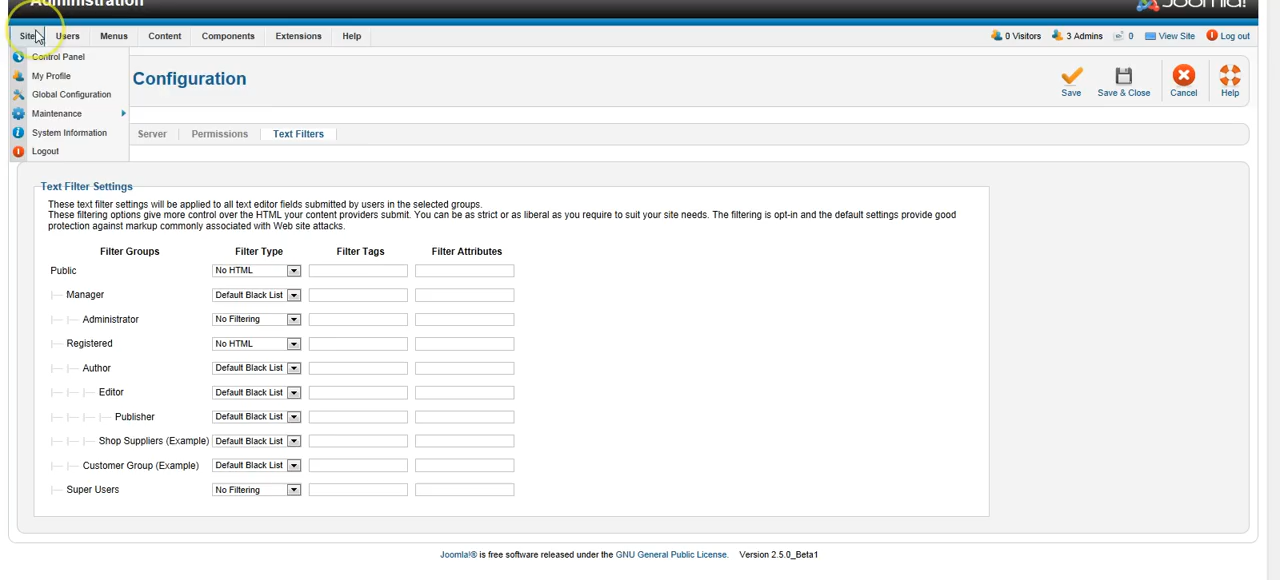 Administration
Joomla!
Site Users Menus Content Components Extensions Help
0 Visitors 3 Admins 0 View Site Log out
Control Panel
My Profile
Global Configuration
Maintenance
System Information
Logout
Configuration
Save Save & Close Cancel Help
Server Permissions Text Filters
Text Filter Settings
These text filter settings will be applied to all text editor fields submitted by users in the selected groups.
These filtering options give more control over the HTML your content providers submit. You can be as strict or as liberal as you require to suit your site needs. The filtering is opt-in and the default settings provide good
protection against markup commonly associated with Web site attacks.
Filter Groups Filter Type Filter Tags Filter Attributes
Public No HTML
Manager Default Black List
Administrator No Filtering
Registered No HTML
Author Default Black List
Editor Default Black List
Publisher Default Black List
Shop Suppliers (Example) Default Black List
Customer Group (Example) Default Black List
Super Users No Filtering
Joomla!® is free software released under the GNU General Public License. Version 2.5.0_Beta1